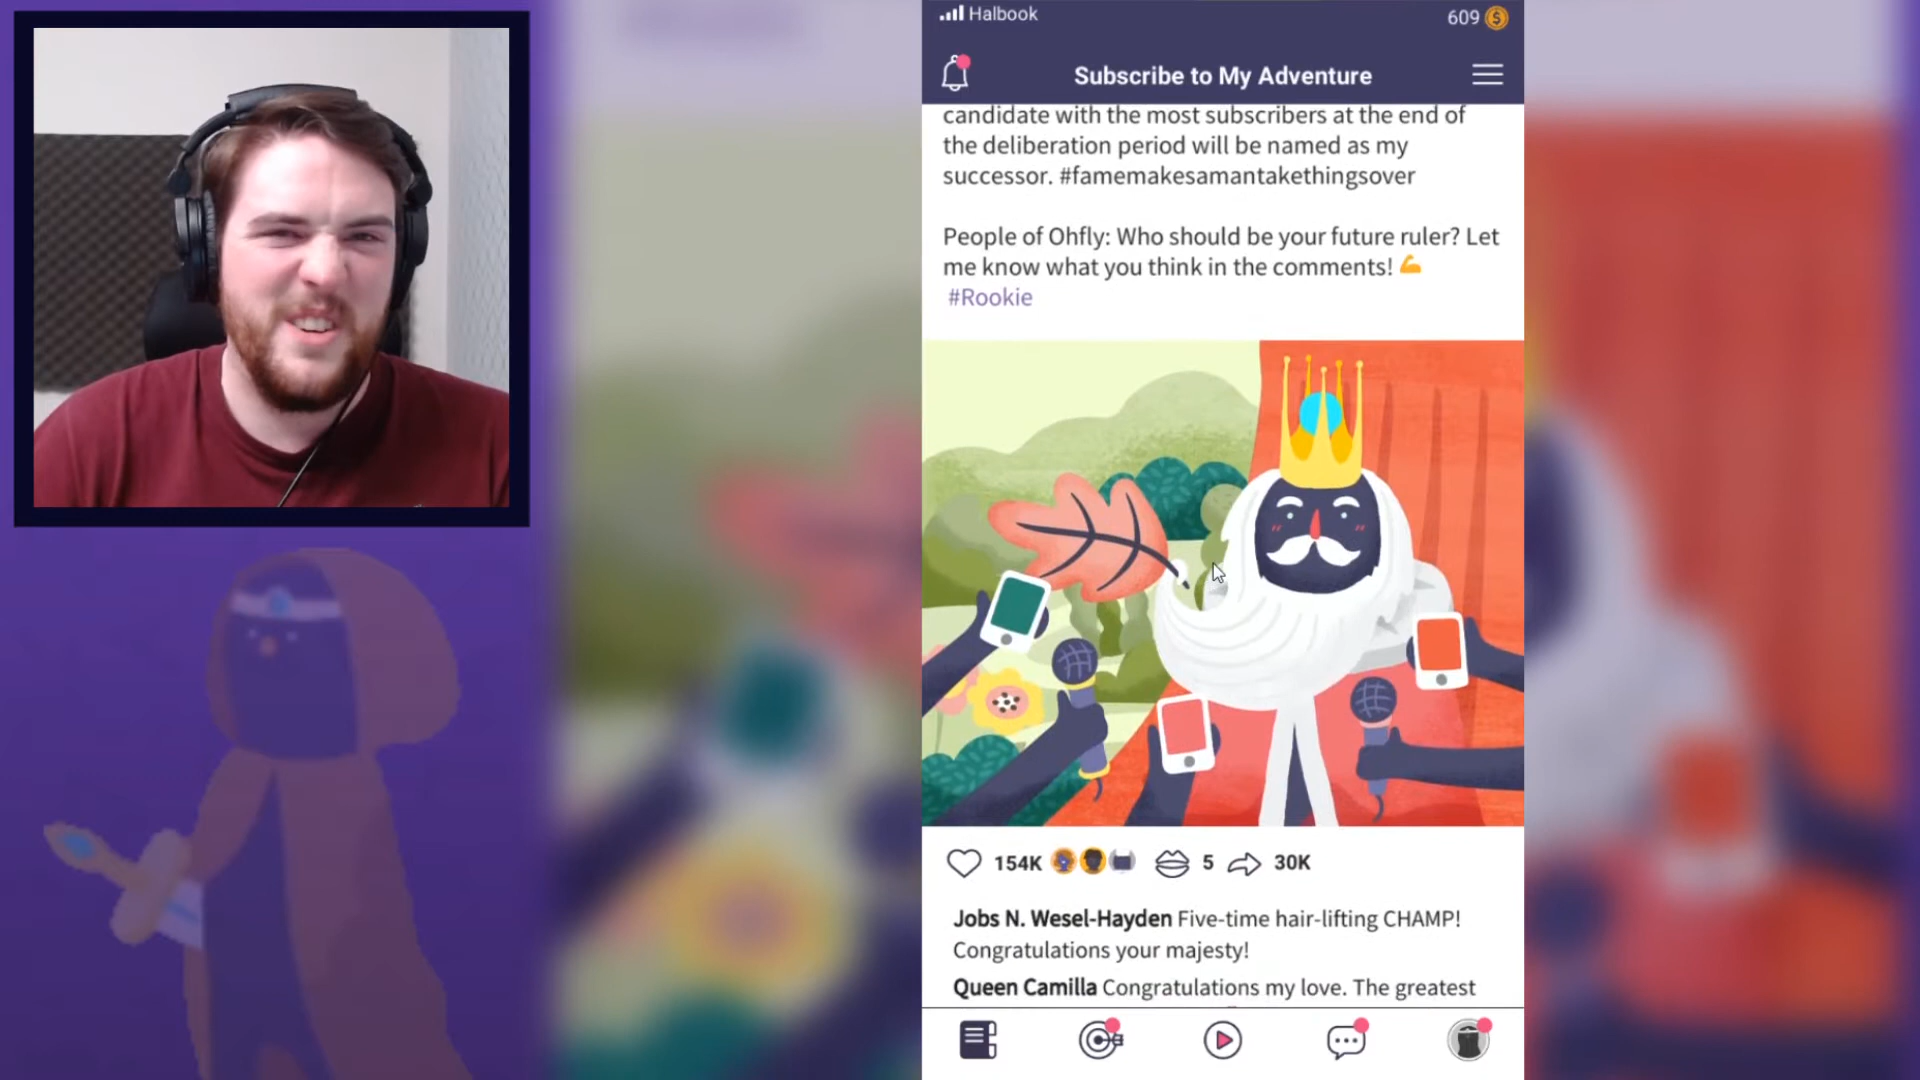 Halbook
609
Subscribe to My Adventure
candidate with the most subscribers at the end of
the deliberation period will be named as my
successor. #famemakesamantakethingsover
People of Ohfly: Who should be your future ruler? Let
me know what you think in the comments! 💪
#Rookie
154K 5 30K
Jobs N. Wesel-Hayden Five-time hair-lifting CHAMP!
Congratulations your majesty!
Queen Camilla Congratulations my love. The greatest